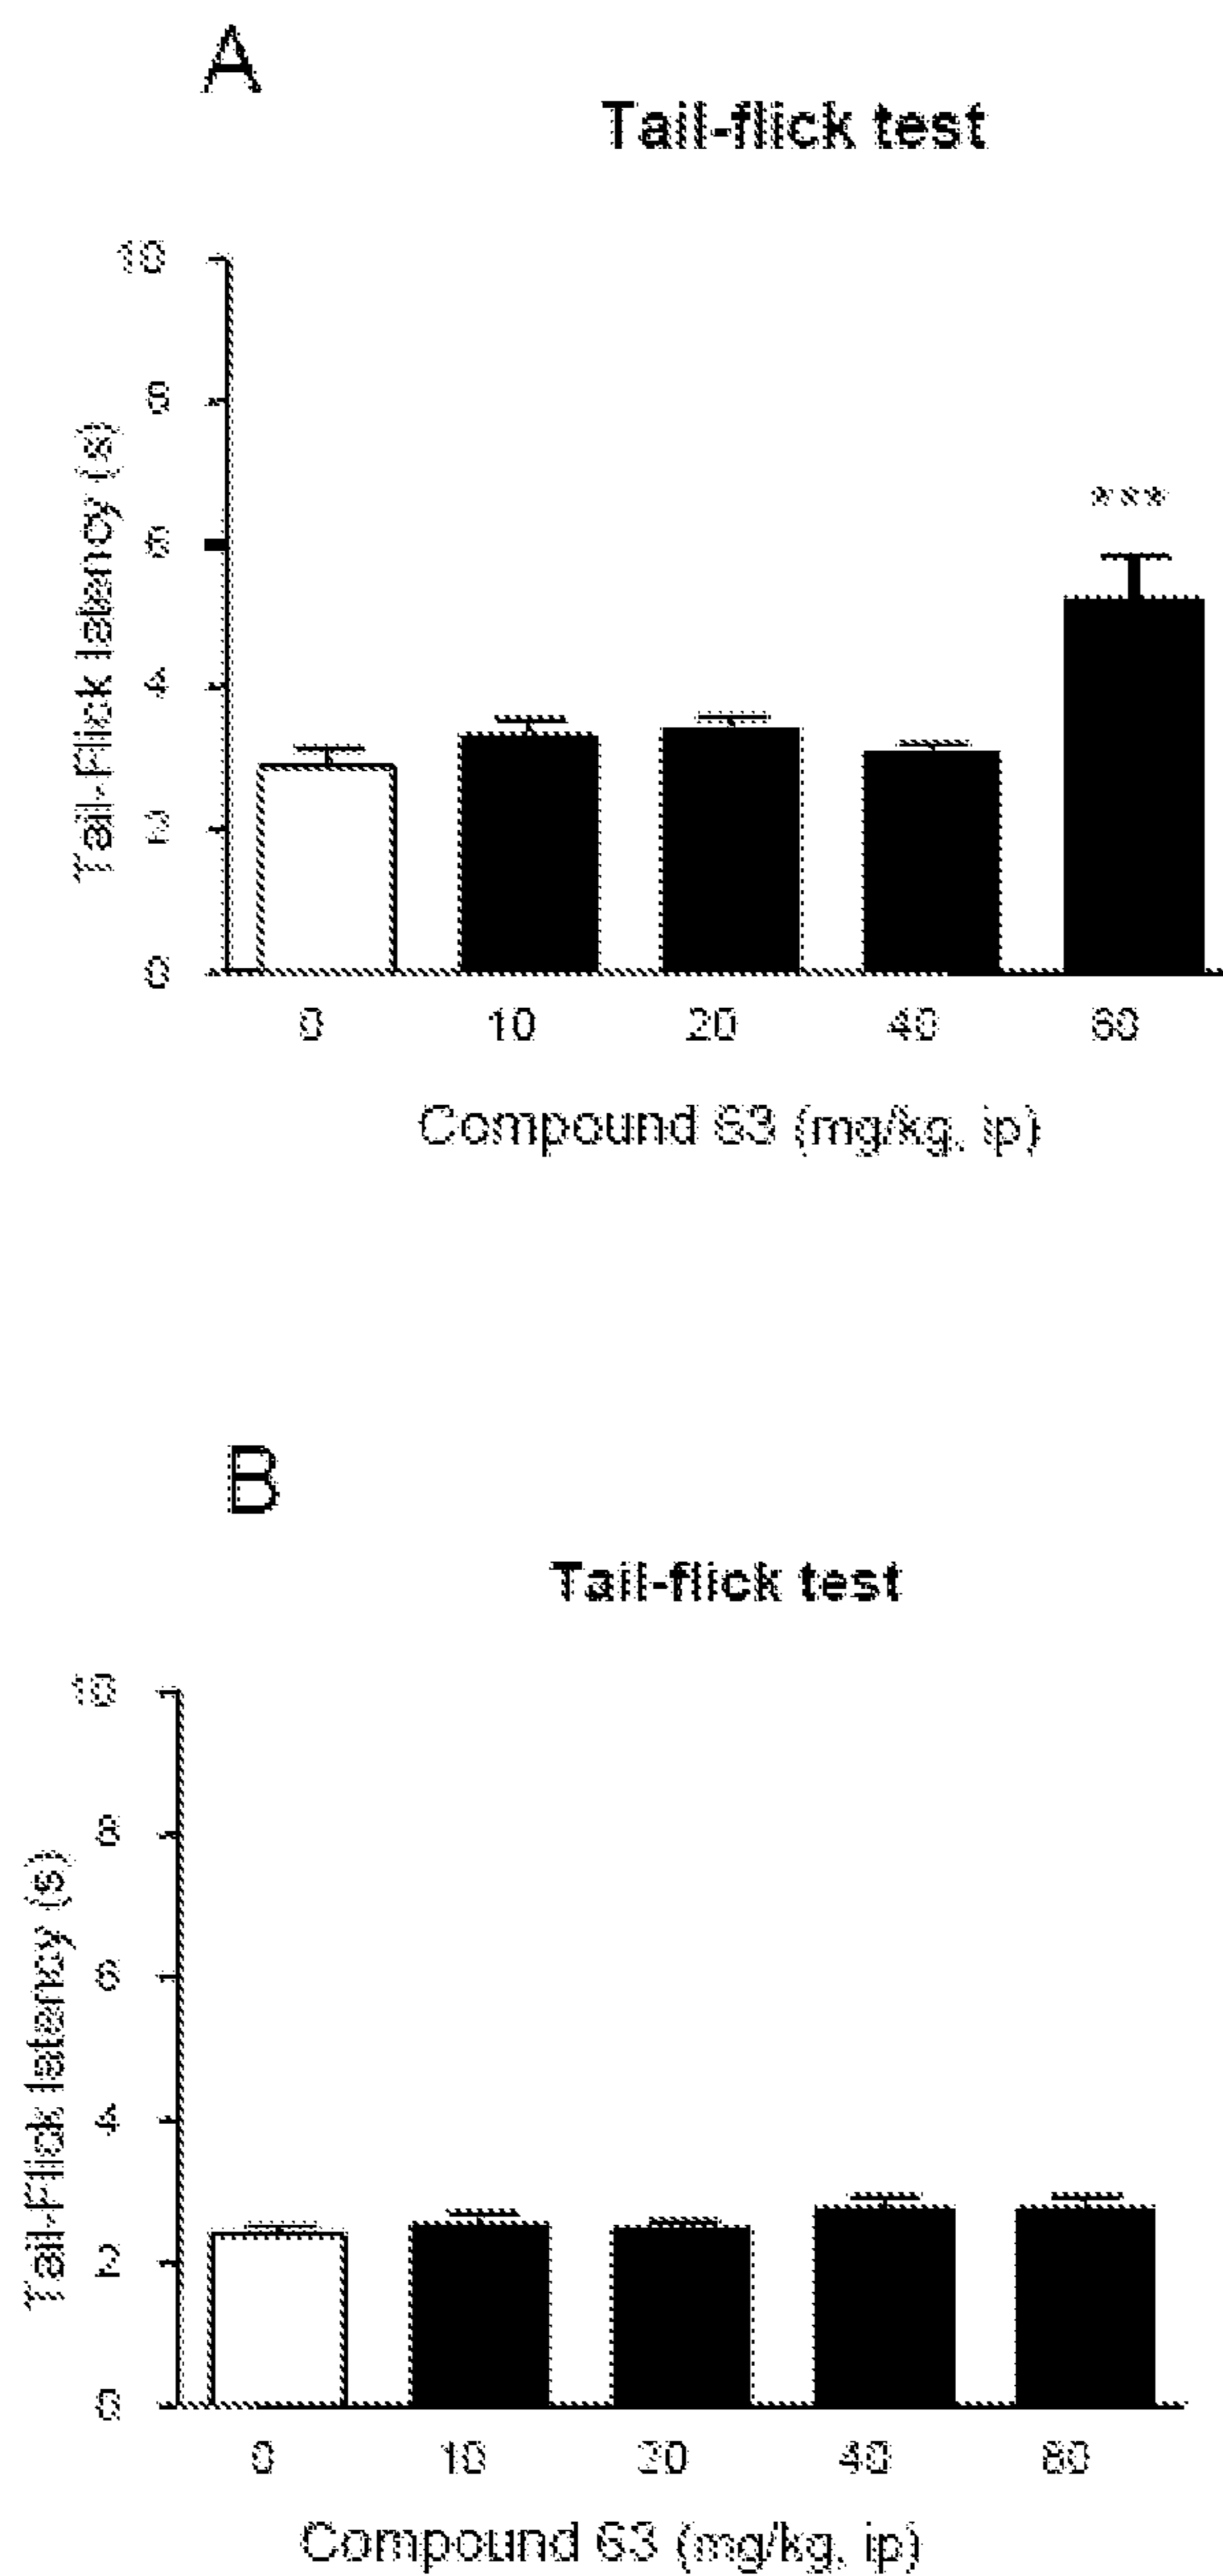 A
Tail-flick test
10
8
6
4
2
0
Tail-Flick latency (s)
***
0 10 20 40
Compound 63 (mg/kg, ip)
B
Tail-flick test
10
8
6
4
2
0
Tail-Flick latency (s)
0 10 20 40
Compound 63 (mg/kg, ip)